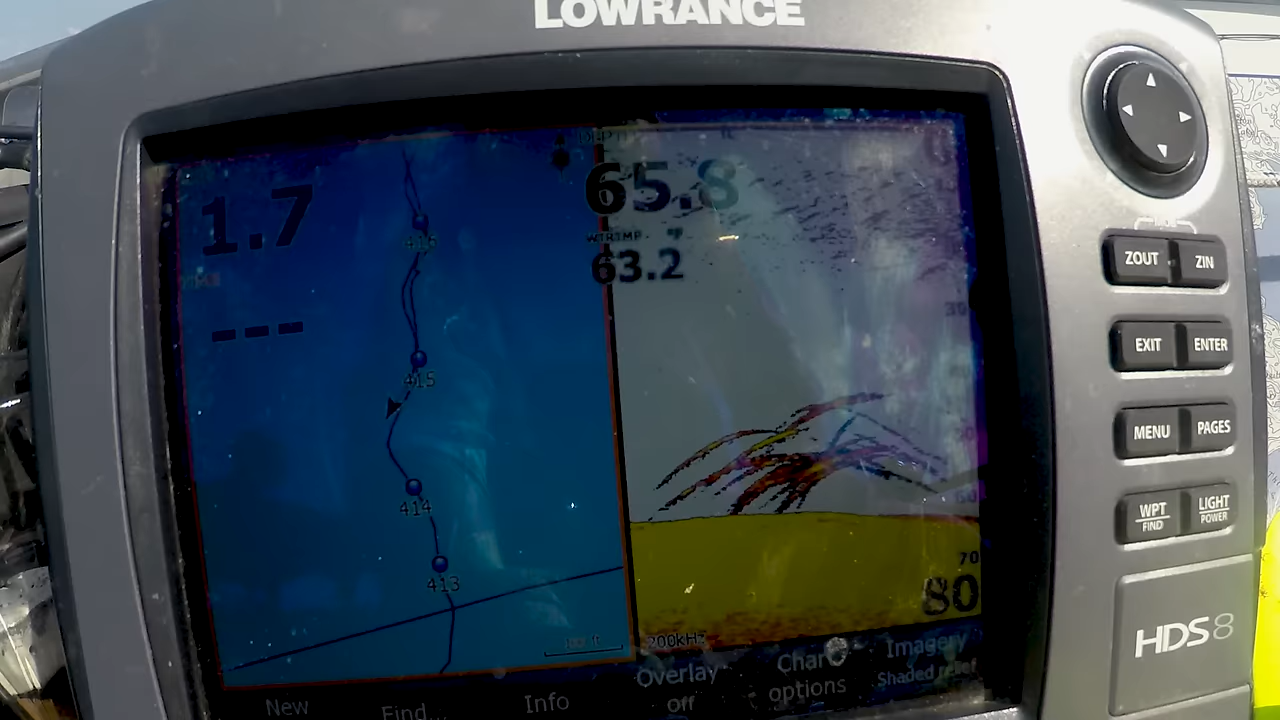 LOWRANCE
1.7
---
416
415
414
413
65.8
63.2
70
80
200kHz
New
Find...
Info
Overlay
off
Chart
options
Imagery
Shaded relief
ZOUT
ZIN
EXIT
ENTER
MENU
PAGES
WPT
FIND
LIGHT
POWER
HDS8